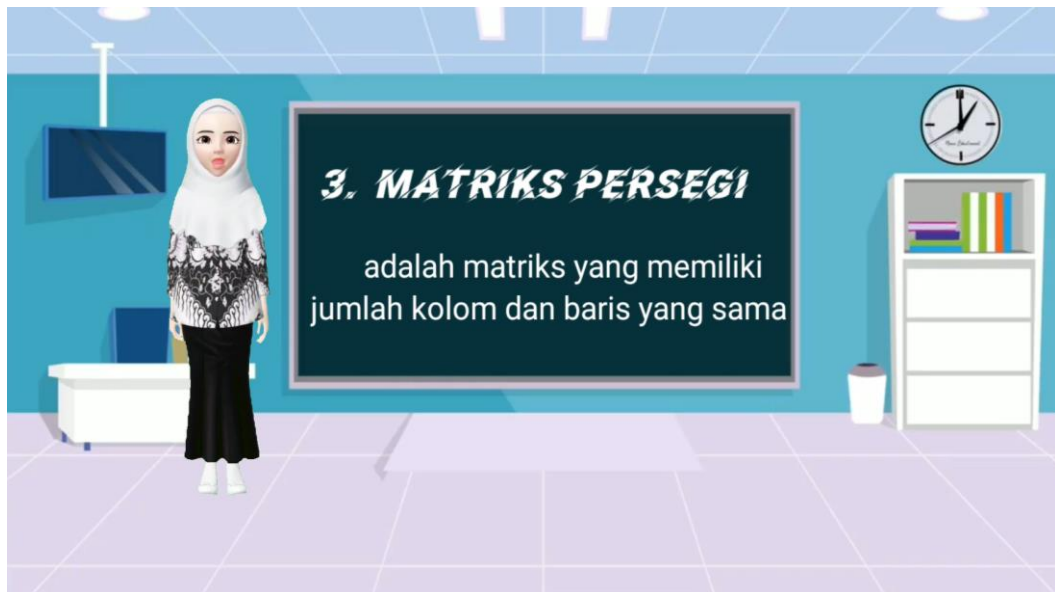 3. MATRIKS PERSEGI
adalah matriks yang memiliki
jumlah kolom dan baris yang sama